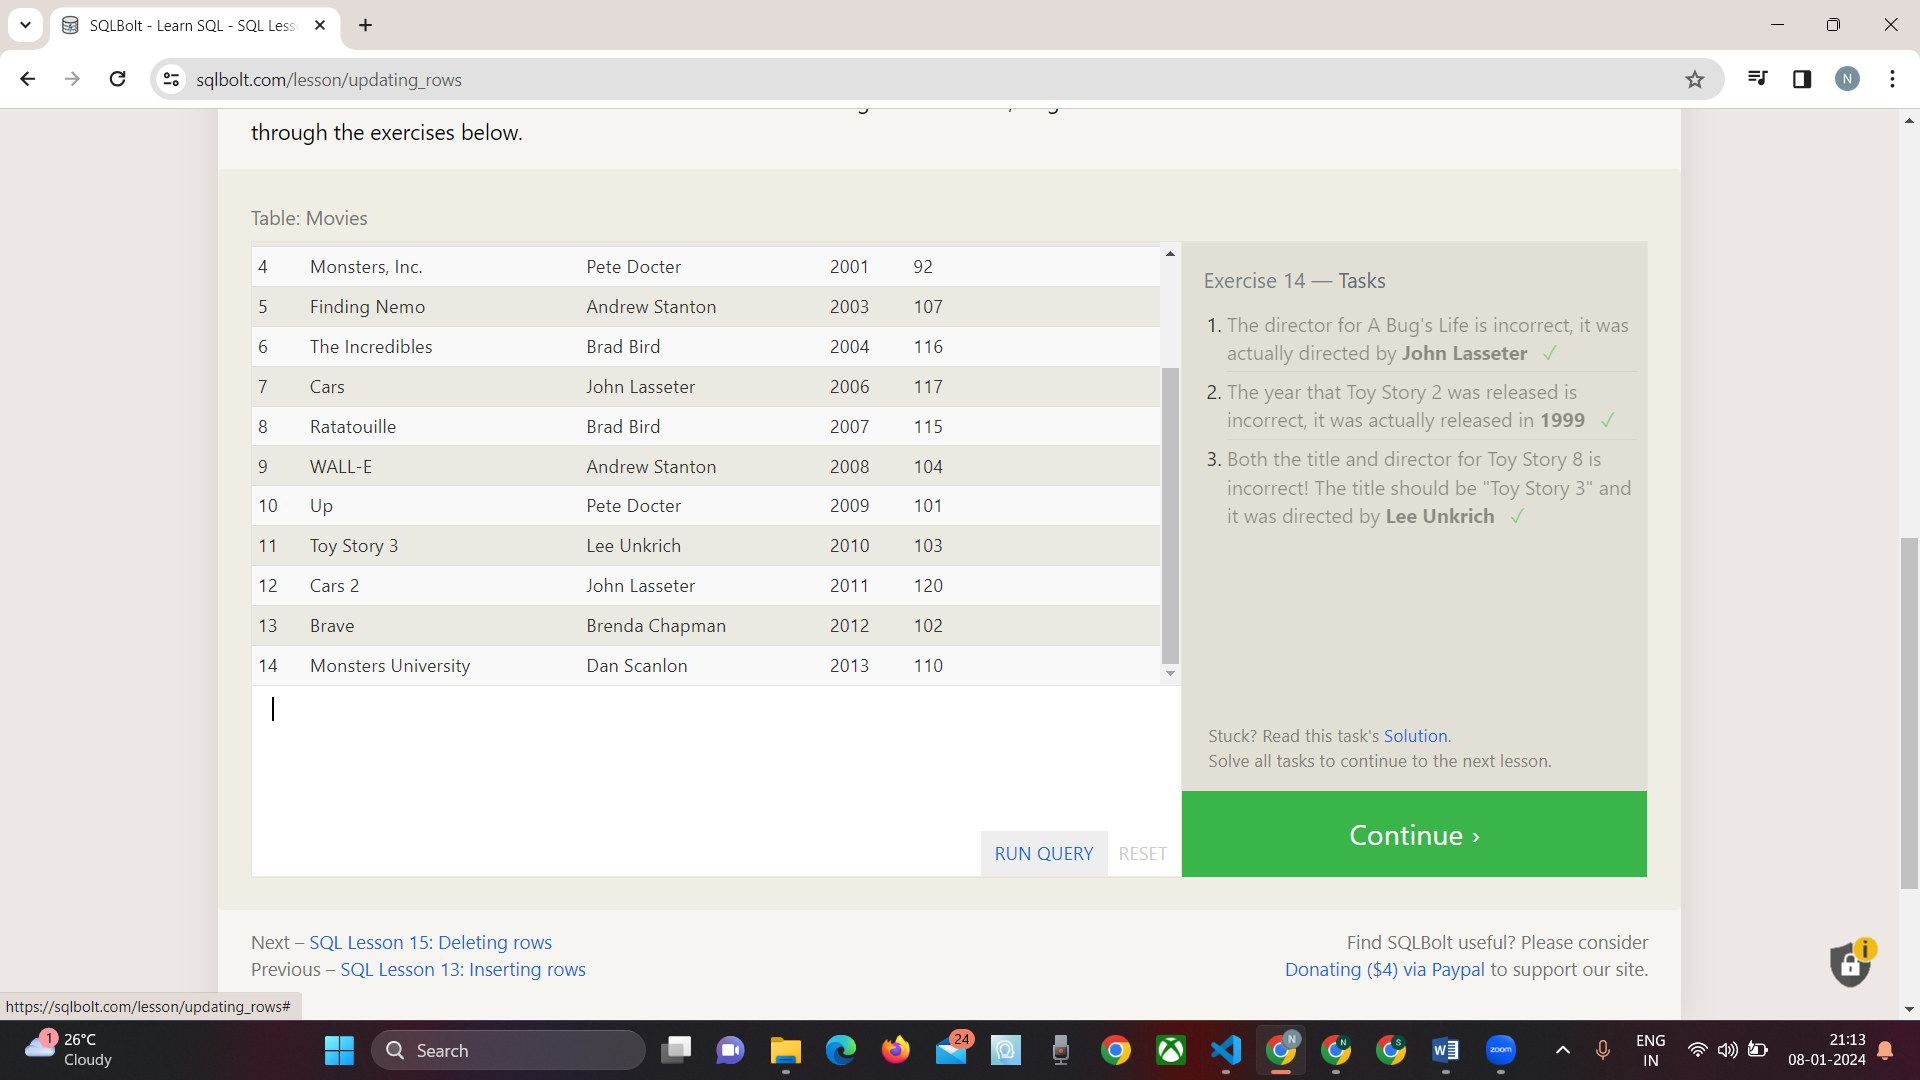 SQLBolt - Learn SQL - SQL Less
sqlbolt.com/lesson/updating_rows
N
through the exercises below.
Table: Movies
4 Monsters, Inc. Pete Docter 2001 92
5 Finding Nemo Andrew Stanton 2003 107
6 The Incredibles Brad Bird 2004 116
7 Cars John Lasseter 2006 117
8 Ratatouille Brad Bird 2007 115
9 WALL-E Andrew Stanton 2008 104
10 Up Pete Docter 2009 101
11 Toy Story 3 Lee Unkrich 2010 103
12 Cars 2 John Lasseter 2011 120
13 Brave Brenda Chapman 2012 102
14 Monsters University Dan Scanlon 2013 110
RUN QUERY RESET
Exercise 14 — Tasks
1. The director for A Bug's Life is incorrect, it was
actually directed by John Lasseter ✓
2. The year that Toy Story 2 was released is
incorrect, it was actually released in 1999 ✓
3. Both the title and director for Toy Story 8 is
incorrect! The title should be "Toy Story 3" and
it was directed by Lee Unkrich ✓
Stuck? Read this task's Solution.
Solve all tasks to continue to the next lesson.
Continue ›
Next – SQL Lesson 15: Deleting rows
Previous – SQL Lesson 13: Inserting rows
Find SQLBolt useful? Please consider
Donating ($4) via Paypal to support our site.
https://sqlbolt.com/lesson/updating_rows#
1
26°C
Cloudy
Search
24
N
N
S
zoom
ENG
IN
21:13
08-01-2024